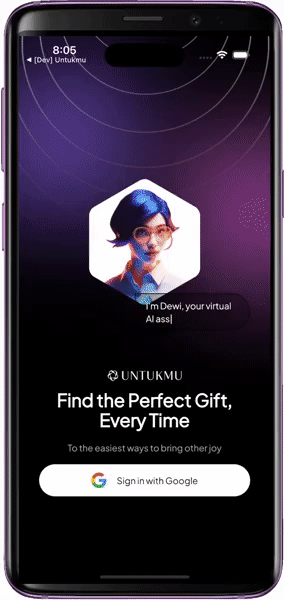 8:05
◀ [Dev] Untukmu
I'm Dewi, your virtual
AI ass
UNTUKMU
Find the Perfect Gift,
Every Time
To the easiest ways to bring other joy
Sign in with Google